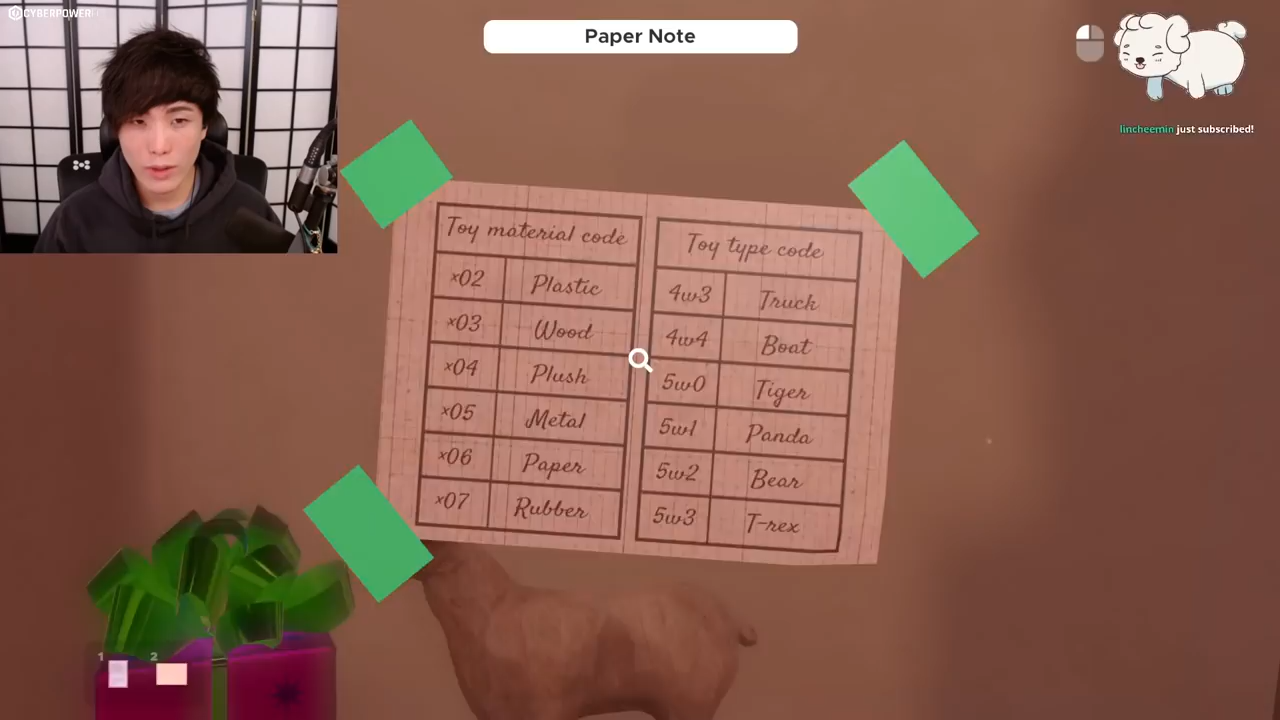 CYBERPOWER
Paper Note
lincheemin just subscribed!
Toy material code
x02 Plastic
x03 Wood
x04 Plush
x05 Metal
x06 Paper
x07 Rubber
Toy type code
4w3 Truck
4w4 Boat
5w0 Tiger
5w1 Panda
5w2 Bear
5w3 T-rex
1 2